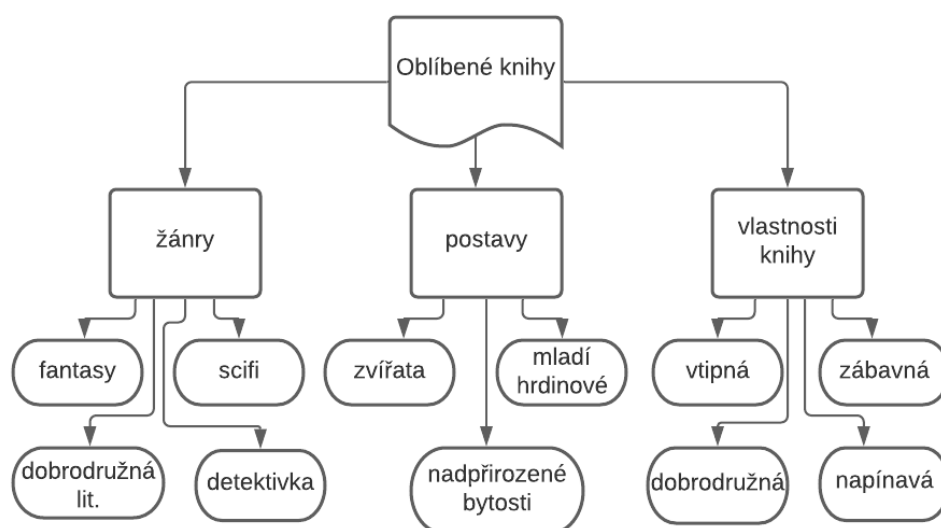 Oblíbené knihy
žánry
postavy
vlastnosti
knihy
fantasy
scifi
zvířata
mladí
hrdinové
vtipná
zábavná
dobrodružná
lit.
detektivka
nadpřirozené
bytosti
dobrodružná
napínavá